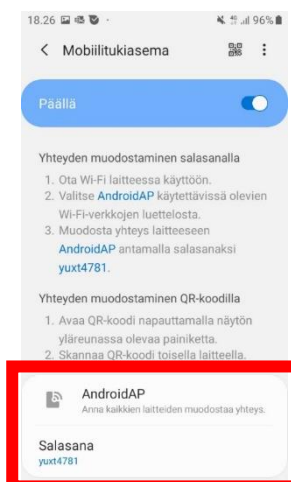 18.26 96%
Mobiilitukiasema
Päällä
Yhteyden muodostaminen salasanalla
1. Ota Wi-Fi laitteessa käyttöön.
2. Valitse AndroidAP käytettävissä olevien
Wi-Fi-verkkojen luettelosta.
3. Muodosta yhteys laitteeseen
AndroidAP antamalla salasanaksi
yuxt4781.
Yhteyden muodostaminen QR-koodilla
1. Avaa QR-koodi napauttamalla näytön
yläreunassa olevaa painiketta.
2. Skannaa QR-koodi toisella laitteella.
AndroidAP
Anna kaikkien laitteiden muodostaa yhteys.
Salasana
yuxt4781